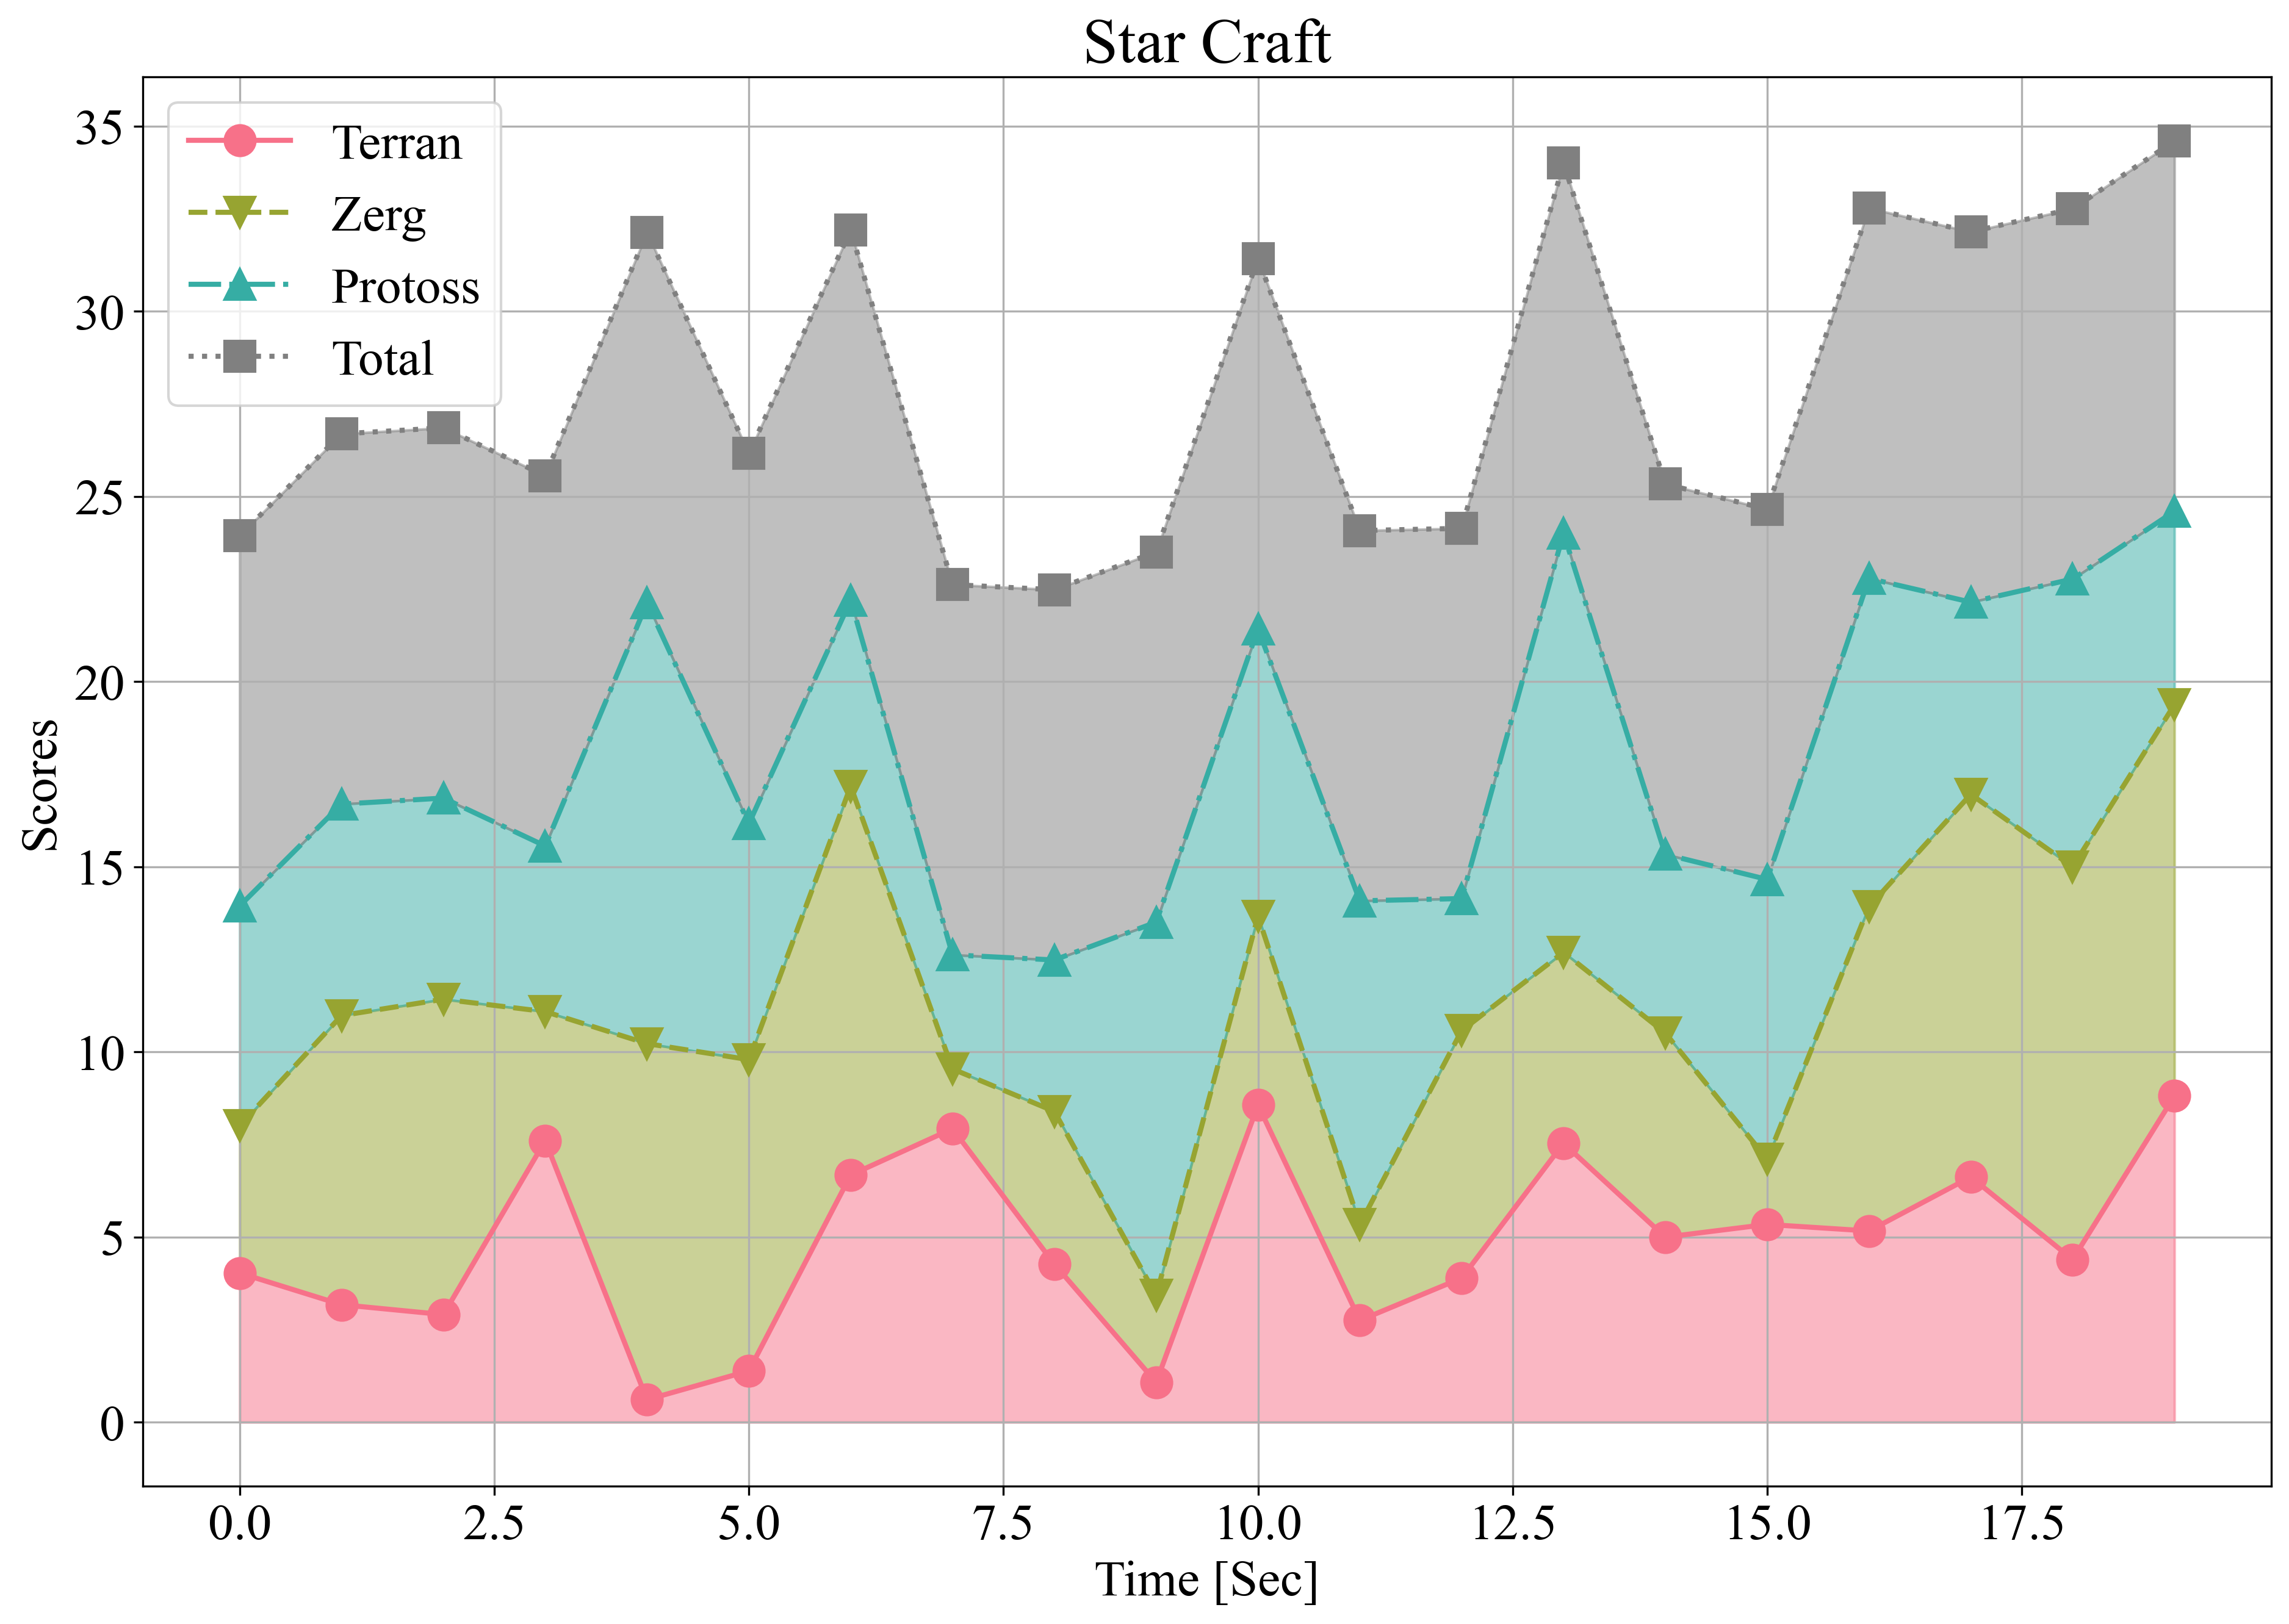 Star Craft
Terran
Zerg
Protoss
Total
Scores
35
30
25
20
15
10
5
0
0.0 2.5 5.0 7.5 10.0 12.5 15.0 17.5
Time [Sec]